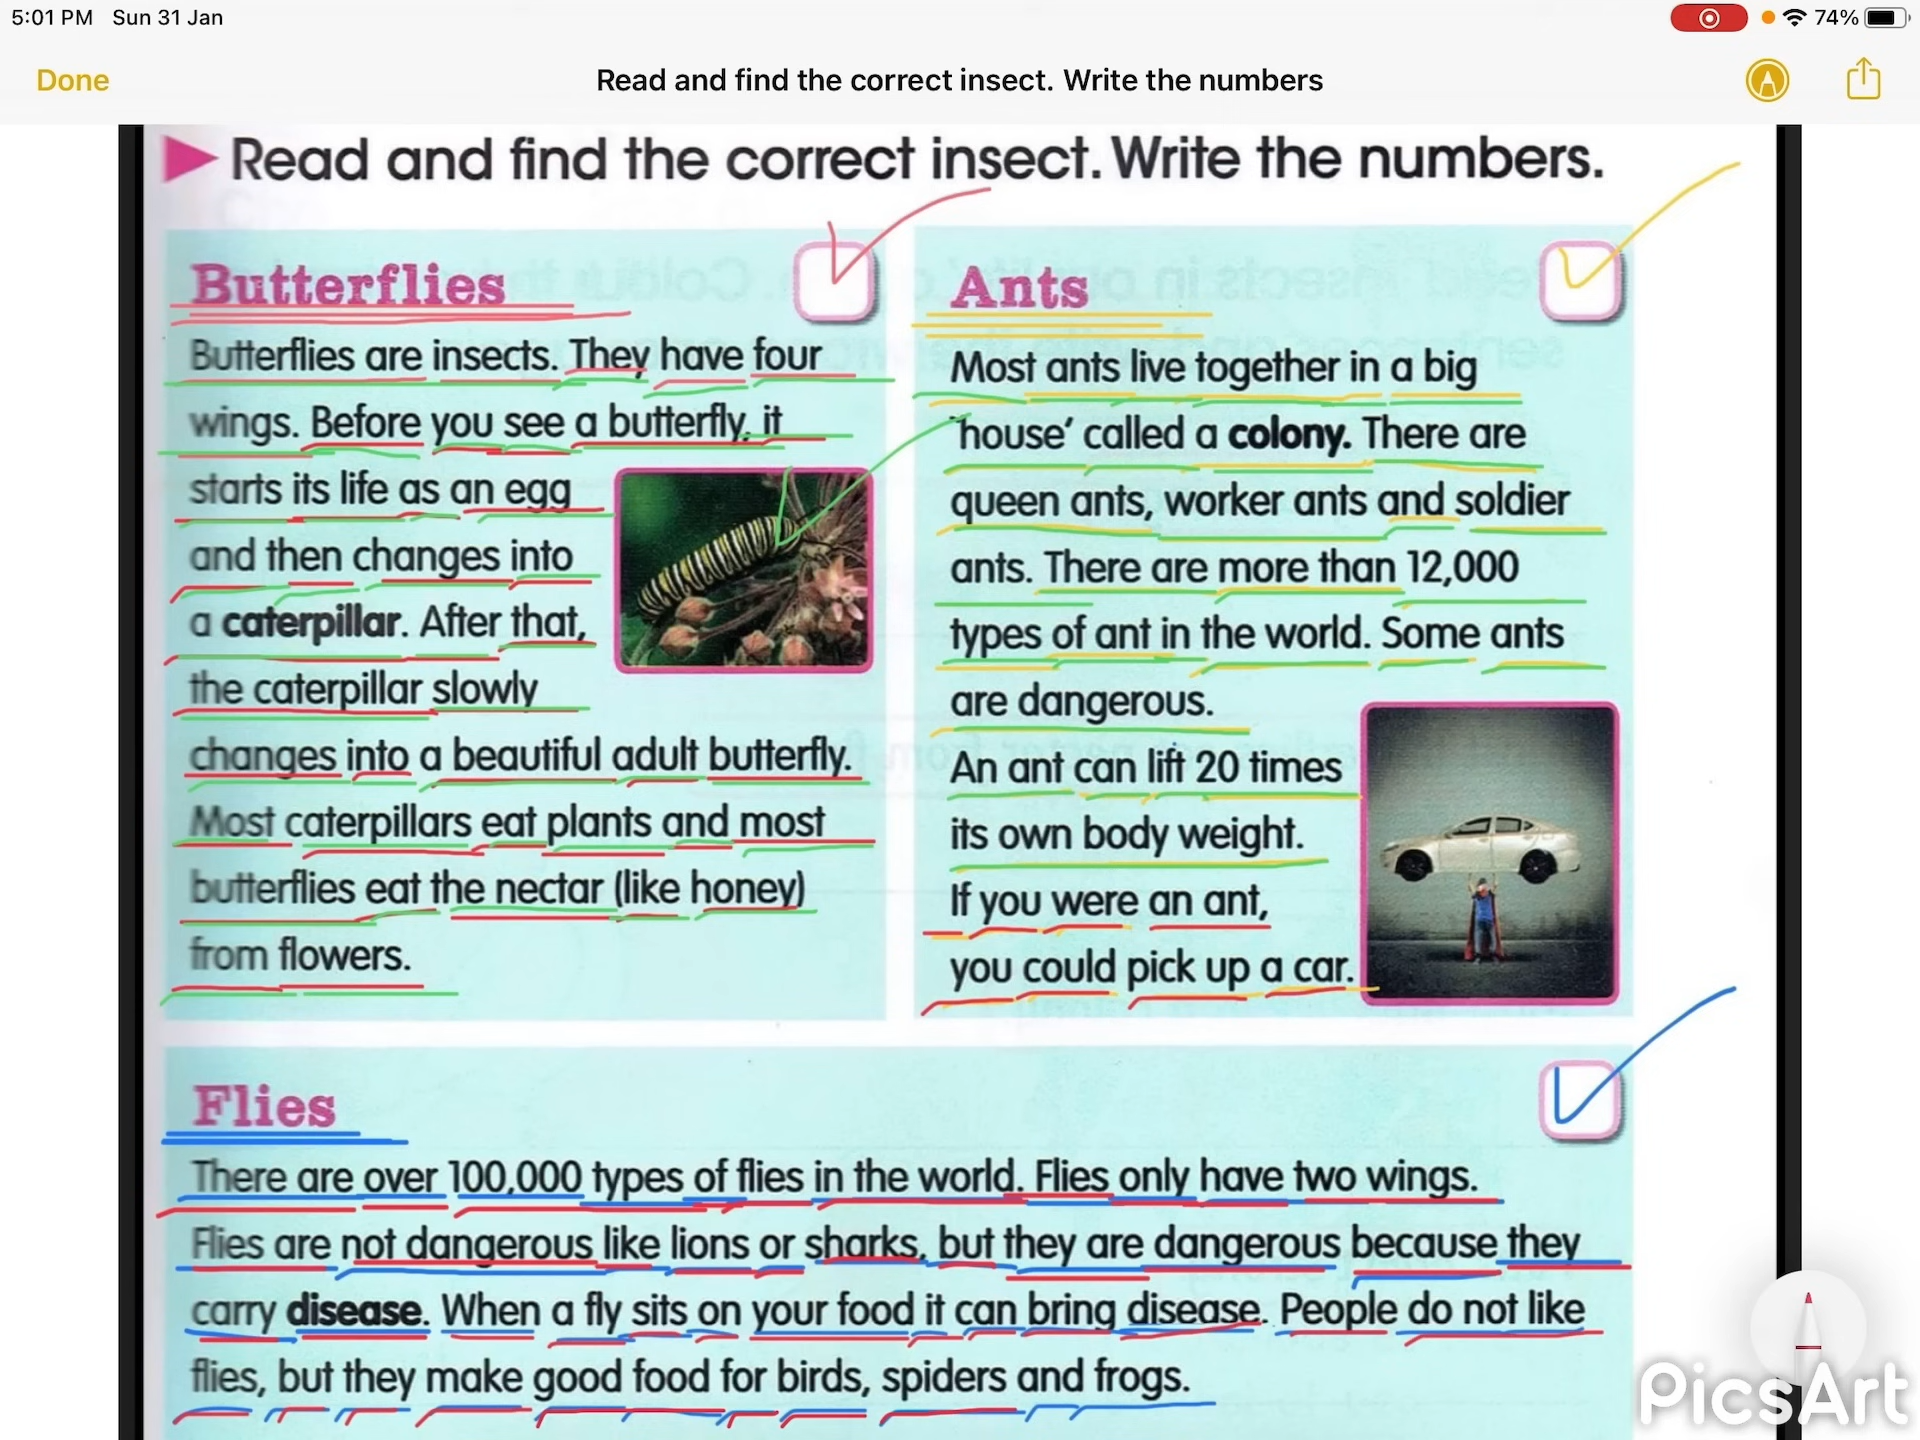 5:01 PM Sun 31 Jan
74%
Done
Read and find the correct insect. Write the numbers
Read and find the correct insect. Write the numbers.
Butterflies
Butterflies are insects. They have four
wings. Before you see a butterfly, it
starts its life as an egg
and then changes into
a caterpillar. After that,
the caterpillar slowly
changes into a beautiful adult butterfly.
Most caterpillars eat plants and most
butterflies eat the nectar (like honey)
from flowers.
Ants
Most ants live together in a big
‘house’ called a colony. There are
queen ants, worker ants and soldier
ants. There are more than 12,000
types of ant in the world. Some ants
are dangerous.
An ant can lift 20 times
its own body weight.
If you were an ant,
you could pick up a car.
Flies
There are over 100,000 types of flies in the world. Flies only have two wings.
Flies are not dangerous like lions or sharks, but they are dangerous because they
carry disease. When a fly sits on your food it can bring disease. People do not like
flies, but they make good food for birds, spiders and frogs.
PicsArt